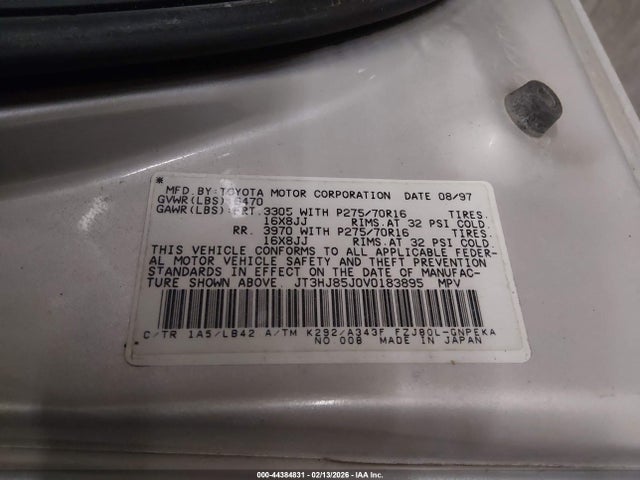 *
MFD. BY: TOYOTA MOTOR CORPORATION DATE 08/97
GVWR(LBS) 6470
GAWR(LBS): FRT. 3305 WITH P275/70R16 TIRES.
16X8JJ RIMS. AT 32 PSI COLD.
RR. 3970 WITH P275/70R16 TIRES.
16X8JJ RIMS. AT 32 PSI COLD.
THIS VEHICLE CONFORMS TO ALL APPLICABLE FEDER-
AL MOTOR VEHICLE SAFETY AND THEFT PREVENTION
STANDARDS IN EFFECT ON THE DATE OF MANUFAC-
TURE SHOWN ABOVE. JT3HJ85J0V0183895 MPV
C/TR 1A5/LB42 A/TM K292/A343F FZJ80L-GNPEKA
NO 008 MADE IN JAPAN
000-44384831 - 02/13/2026 - IAA Inc.